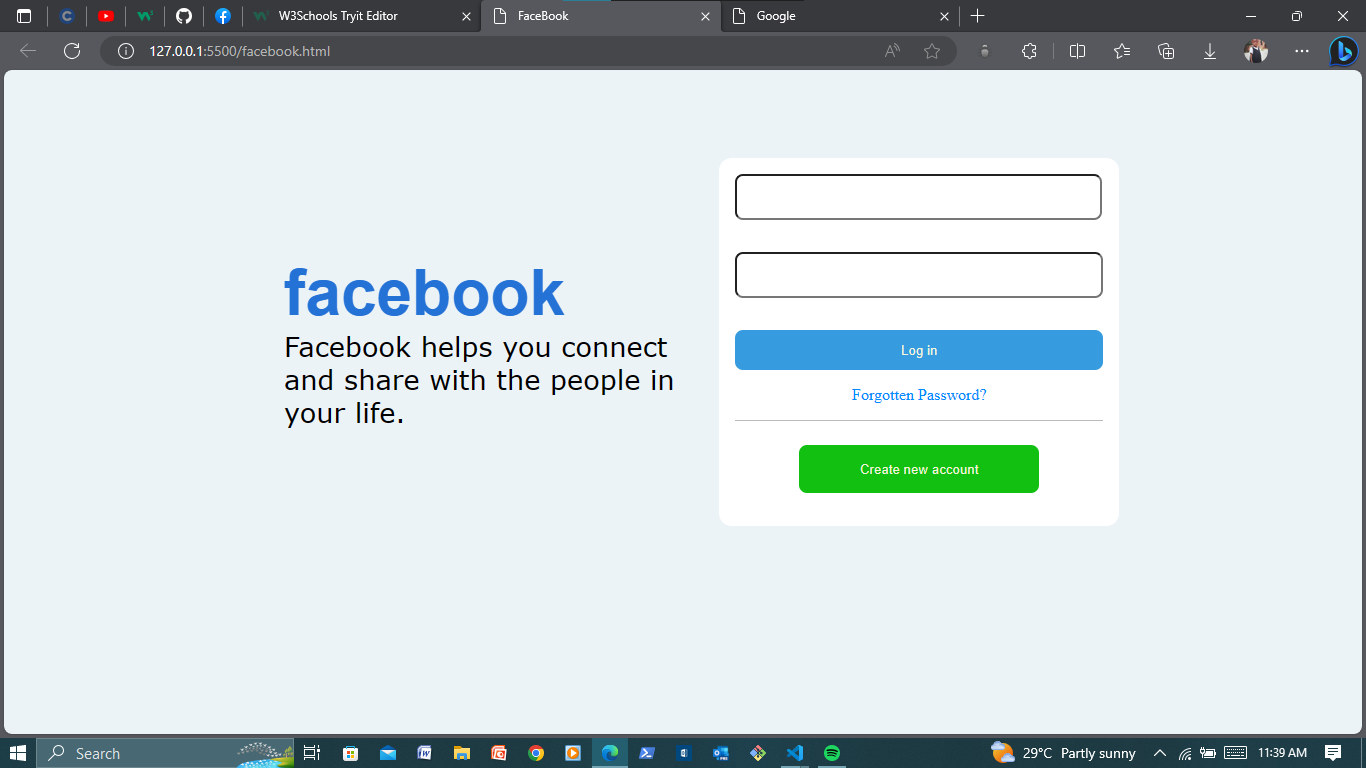 W3Schools Tryit Editor
FaceBook
Google
127.0.0.1:5500/facebook.html
facebook
Facebook helps you connect
and share with the people in
your life.
Log in
Forgotten Password?
Create new account
Search
29°C Partly sunny
11:39 AM